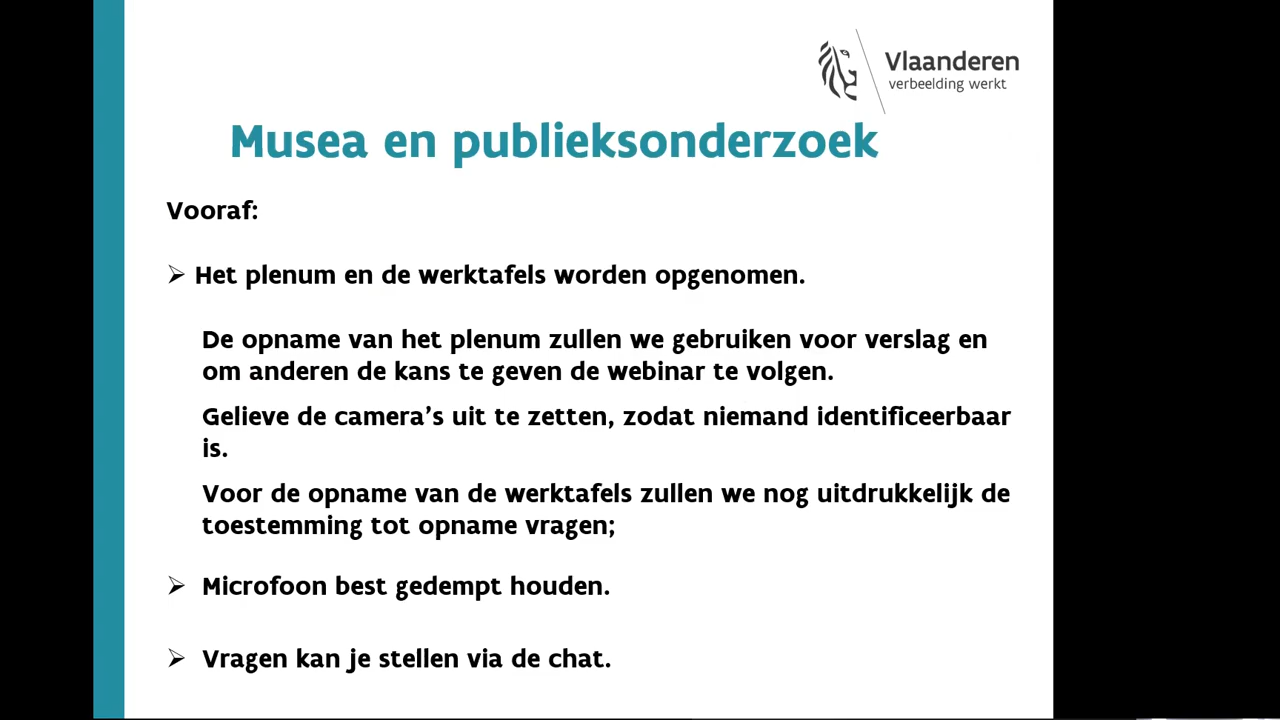 Vlaanderen
verbeelding werkt
Musea en publieksonderzoek
Vooraf:
➢ Het plenum en de werktafels worden opgenomen.
De opname van het plenum zullen we gebruiken voor verslag en
om anderen de kans te geven de webinar te volgen.
Gelieve de camera’s uit te zetten, zodat niemand identificeerbaar
is.
Voor de opname van de werktafels zullen we nog uitdrukkelijk de
toestemming tot opname vragen;
➢ Microfoon best gedempt houden.
➢ Vragen kan je stellen via de chat.